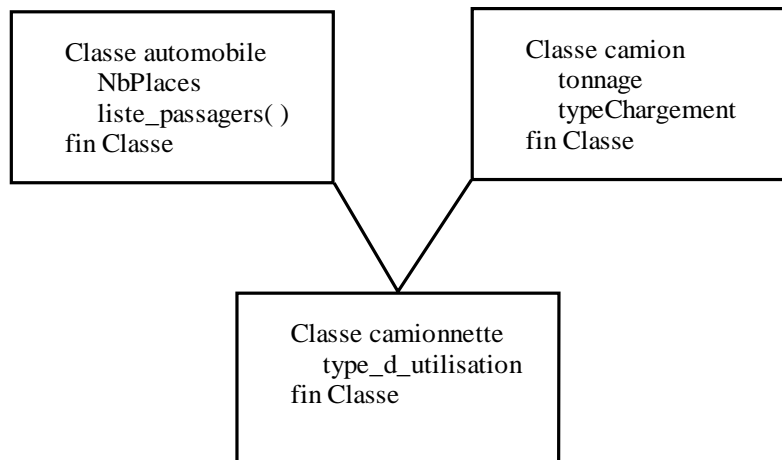 Classe automobile
NbPlaces
liste_passagers( )
fin Classe
Classe camion
tonnage
typeChargement
fin Classe
Classe camionnette
type_d_utilisation
fin Classe